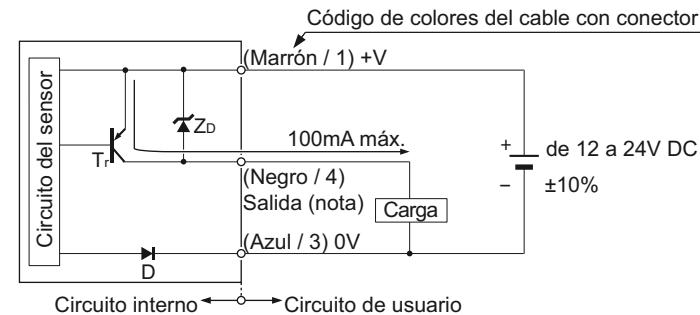 Código de colores del cable con conector
(Marrón / 1) +V
Circuito del sensor
ZD
Tr
100mA máx.
+
de 12 a 24V DC
−
±10%
(Negro / 4)
Salida (nota)
Carga
(Azul / 3) 0V
D
Circuito interno
Circuito de usuario